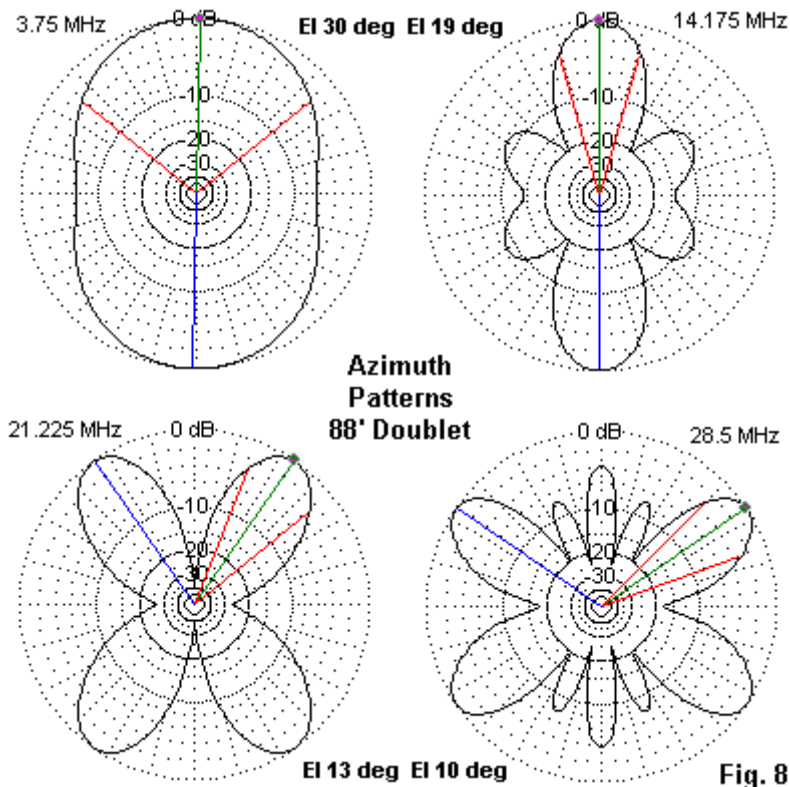 3.75 MHz
0 dB
El 30 deg El 19 deg
0 dB
14.175 MHz
-10
-10
20
20
30
30
Azimuth
Patterns
88' Doublet
21.225 MHz
0 dB
0 dB
28.5 MHz
-10
-10
20
20
30
El 13 deg El 10 deg
Fig. 8